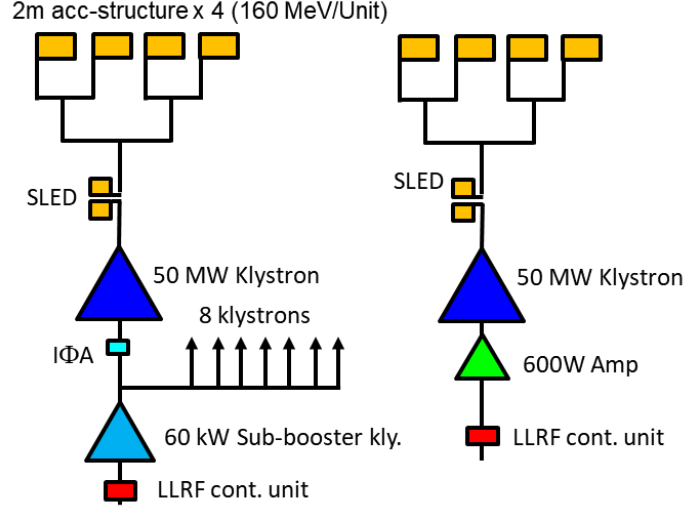 2m acc-structure x 4 (160 MeV/Unit)
SLED
SLED
50 MW Klystron
50 MW Klystron
8 klystrons
IΦA
600W Amp
60 kW Sub-booster kly.
LLRF cont. unit
LLRF cont. unit